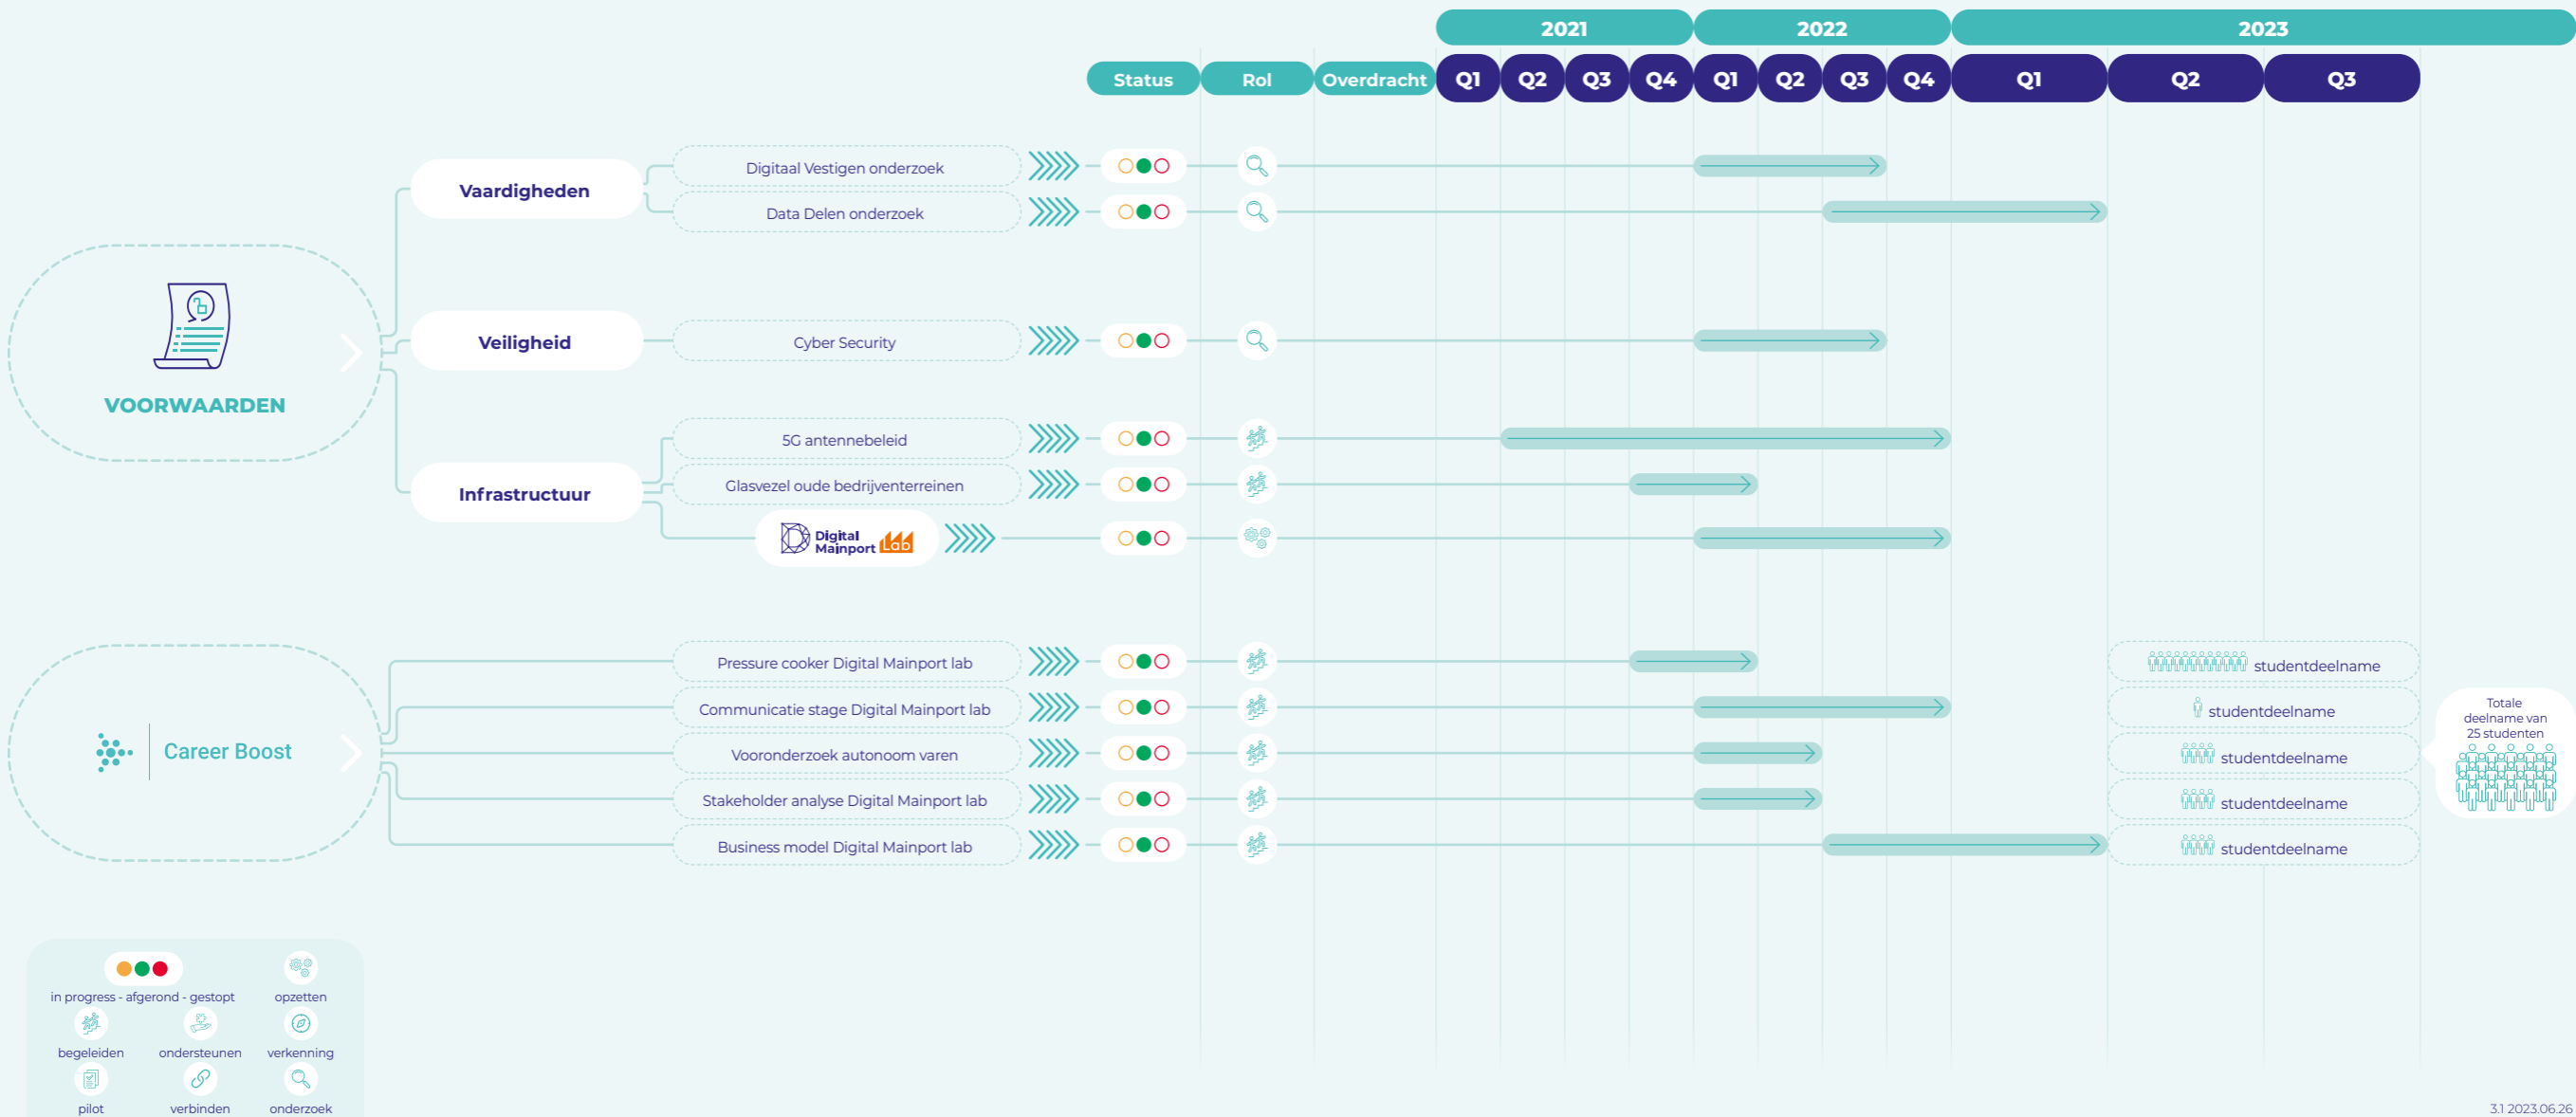 2021 2022 2023
Status Rol Overdracht Q1 Q2 Q3 Q4 Q1 Q2 Q3 Q4 Q1 Q2 Q3
VOORWAARDEN
Vaardigheden
Digitaal Vestigen onderzoek
Data Delen onderzoek
Veiligheid
Cyber Security
Infrastructuur
5G antennebeleid
Glasvezel oude bedrijventerreinen
Digital
Mainport Lab
Career Boost
Pressure cooker Digital Mainport lab
studentdeelname
Communicatie stage Digital Mainport lab
studentdeelname
Vooronderzoek autonoom varen
studentdeelname
Stakeholder analyse Digital Mainport lab
studentdeelname
Business model Digital Mainport lab
studentdeelname
Totale
deelname van
25 studenten
in progress - afgerond - gestopt
opzetten
begeleiden
ondersteunen
verkenning
pilot
verbinden
onderzoek
3.1 2023.06.26